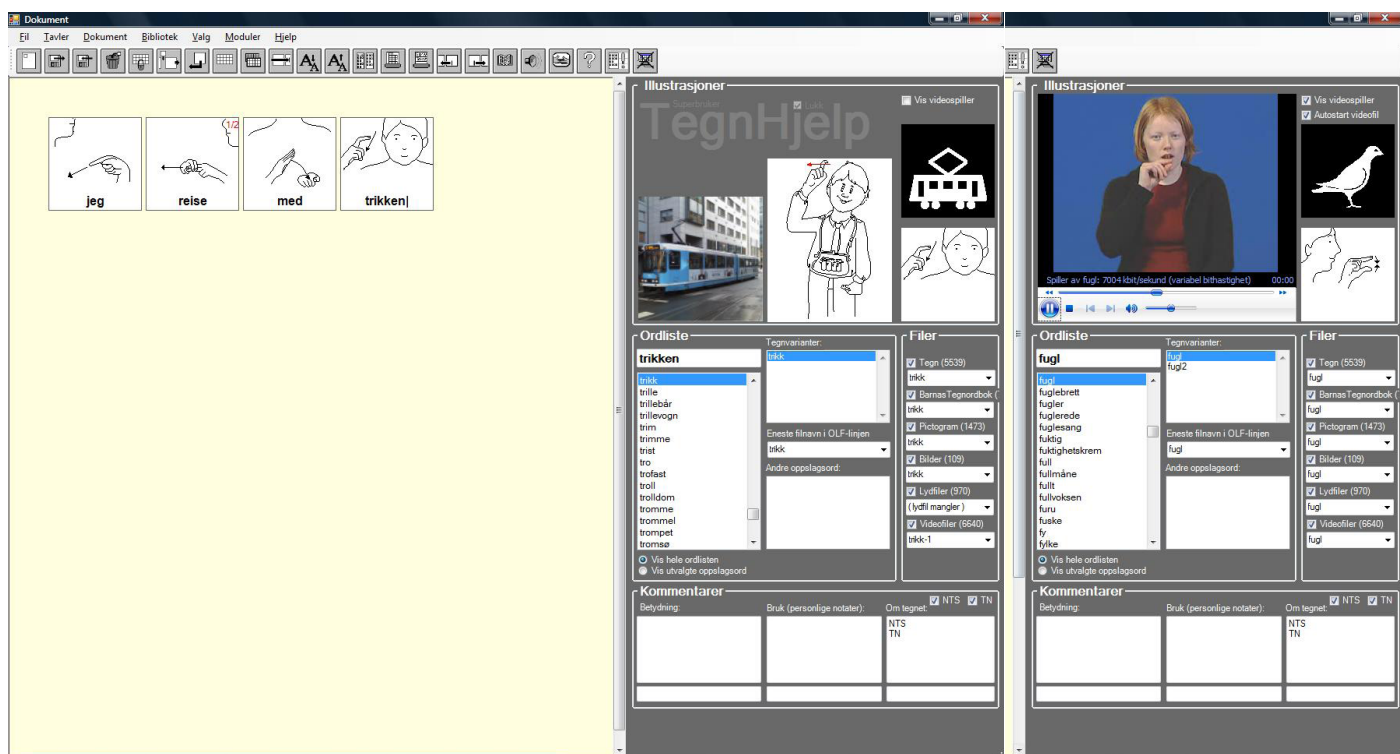 Dokument
Fil Tavler Dokument Bibliotek Valg Moduler Hjelp
1/2
jeg reise med trikken
Illustrasjoner
Superbruker Lukk
TegnHjelp
Vis videospiller
Ordliste
trikken
trikk
trille
trillebår
trillevogn
trim
trimme
trist
tro
trofast
troll
trolldom
tromme
trommel
trompet
tromsø
Vis hele ordlisten
Vis utvalgte oppslagsord
Tegnvarianter:
trikk
Eneste filnavn i OLF-linjen
trikk
Andre oppslagsord:
Filer
Tegn (5539)
trikk
BarnasTegnordbok (
trikk
Pictogram (1473)
trikk
Bilder (109)
trikk
Lydfiler (970)
( lydfil mangler )
Videofiler (6640)
trikk-1
Kommentarer
NTS TN
Betydning: Bruk (personlige notater): Om tegnet:
NTS
TN
Illustrasjoner
Vis videospiller
Autostart videofil
Spiller av fugl: 7004 kbit/sekund (variabel bithastighet) 00:00
Ordliste
fugl
fugl
fuglebrett
fugler
fuglerede
fuglesang
fuktig
fuktighetskrem
full
fullmåne
fullt
fullvoksen
furu
fuske
fy
fylke
Vis hele ordlisten
Vis utvalgte oppslagsord
Tegnvarianter:
fugl
fugl2
Eneste filnavn i OLF-linjen
fugl
Andre oppslagsord:
Filer
Tegn (5539)
fugl
BarnasTegnordbok (
fugl
Pictogram (1473)
fugl
Bilder (109)
fugl
Lydfiler (970)
fugl
Videofiler (6640)
fugl
Kommentarer
NTS TN
Betydning: Bruk (personlige notater): Om tegnet:
NTS
TN